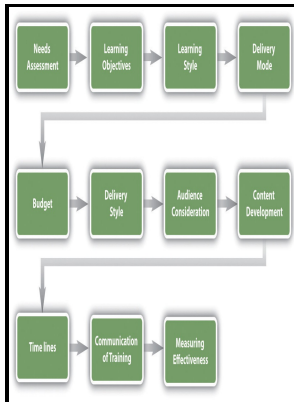 Needs
Assessment
Learning
Objectives
Learning
Style
Delivery
Mode
Budget
Delivery
Style
Audience
Consideration
Content
Development
Time lines
Communication
of Training
Measuring
Effectiveness